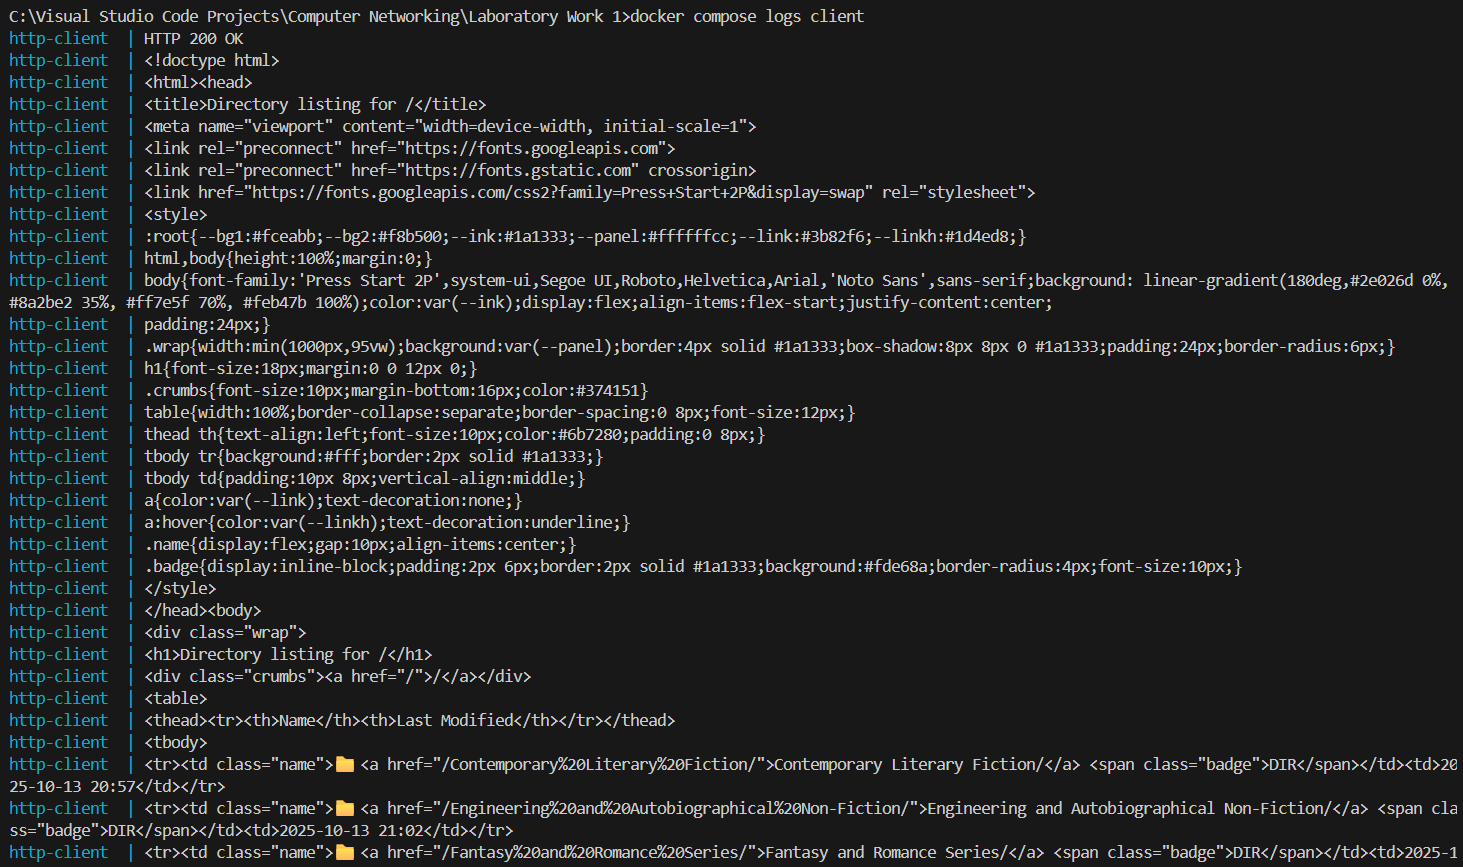 C:\Visual Studio Code Projects\Computer Networking\Laboratory Work 1>docker compose logs client
http-client  | HTTP 200 OK
http-client  | <!doctype html>
http-client  | <html><head>
http-client  | <title>Directory listing for /</title>
http-client  | <meta name="viewport" content="width=device-width, initial-scale=1">
http-client  | <link rel="preconnect" href="https://fonts.googleapis.com">
http-client  | <link rel="preconnect" href="https://fonts.gstatic.com" crossorigin>
http-client  | <link href="https://fonts.googleapis.com/css2?family=Press+Start+2P&display=swap" rel="stylesheet">
http-client  | <style>
http-client  | :root{--bg1:#fceabb;--bg2:#f8b500;--ink:#1a1333;--panel:#ffffffcc;--link:#3b82f6;--linkh:#1d4ed8;}
http-client  | html,body{height:100%;margin:0;}
http-client  | body{font-family:'Press Start 2P',system-ui,Segoe UI,Roboto,Helvetica,Arial,'Noto Sans',sans-serif;background: linear-gradient(180deg,#2e026d 0%,
#8a2be2 35%, #ff7e5f 70%, #feb47b 100%);color:var(--ink);display:flex;align-items:flex-start;justify-content:center;
http-client  | padding:24px;}
http-client  | .wrap{width:min(1000px,95vw);background:var(--panel);border:4px solid #1a1333;box-shadow:8px 8px 0 #1a1333;padding:24px;border-radius:6px;}
http-client  | h1{font-size:18px;margin:0 0 12px 0;}
http-client  | .crumbs{font-size:10px;margin-bottom:16px;color:#374151}
http-client  | table{width:100%;border-collapse:separate;border-spacing:0 8px;font-size:12px;}
http-client  | thead th{text-align:left;font-size:10px;color:#6b7280;padding:0 8px;}
http-client  | tbody tr{background:#fff;border:2px solid #1a1333;}
http-client  | tbody td{padding:10px 8px;vertical-align:middle;}
http-client  | a{color:var(--link);text-decoration:none;}
http-client  | a:hover{color:var(--linkh);text-decoration:underline;}
http-client  | .name{display:flex;gap:10px;align-items:center;}
http-client  | .badge{display:inline-block;padding:2px 6px;border:2px solid #1a1333;background:#fde68a;border-radius:4px;font-size:10px;}
http-client  | </style>
http-client  | </head><body>
http-client  | <div class="wrap">
http-client  | <h1>Directory listing for /</h1>
http-client  | <div class="crumbs"><a href="/">/</a></div>
http-client  | <table>
http-client  | <thead><tr><th>Name</th><th>Last Modified</th></tr></thead>
http-client  | <tbody>
http-client  | <tr><td class="name">📁 <a href="/Contemporary%20Literary%20Fiction/">Contemporary Literary Fiction/</a> <span class="badge">DIR</span></td><td>20
25-10-13 20:57</td></tr>
http-client  | <tr><td class="name">📁 <a href="/Engineering%20and%20Autobiographical%20Non-Fiction/">Engineering and Autobiographical Non-Fiction/</a> <span cla
ss="badge">DIR</span></td><td>2025-10-13 21:02</td></tr>
http-client  | <tr><td class="name">📁 <a href="/Fantasy%20and%20Romance%20Series/">Fantasy and Romance Series/</a> <span class="badge">DIR</span></td><td>2025-1